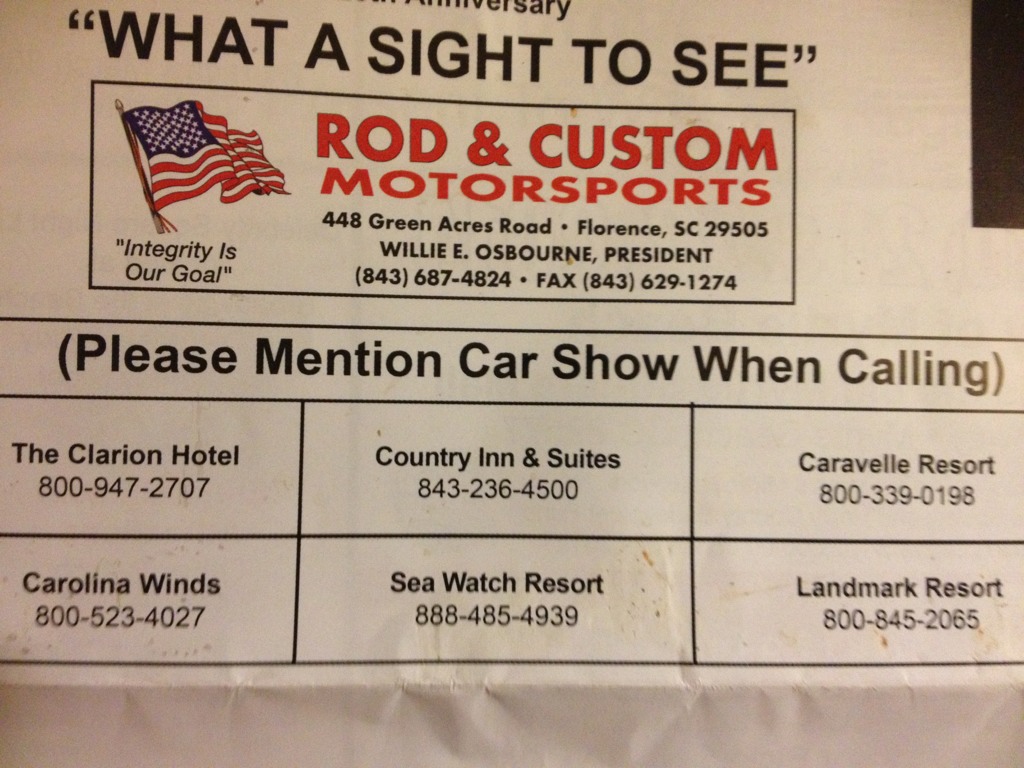 Anniversary
“WHAT A SIGHT TO SEE”
ROD & CUSTOM
MOTORSPORTS
448 Green Acres Road • Florence, SC 29505
WILLIE E. OSBOURNE, PRESIDENT
(843) 687-4824 • FAX (843) 629-1274
"Integrity Is
Our Goal"
(Please Mention Car Show When Calling)
The Clarion Hotel
800-947-2707
Country Inn & Suites
843-236-4500
Caravelle Resort
800-339-0198
Carolina Winds
800-523-4027
Sea Watch Resort
888-485-4939
Landmark Resort
800-845-2065